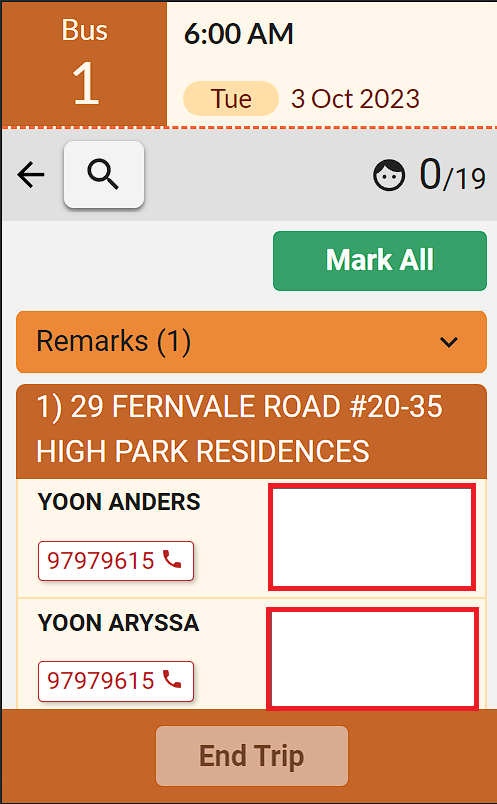 Bus
1
6:00 AM
Tue 3 Oct 2023
0/19
Mark All
Remarks (1)
1) 29 FERNVALE ROAD #20-35
HIGH PARK RESIDENCES
YOON ANDERS
97979615
YOON ARYSSA
97979615
End Trip